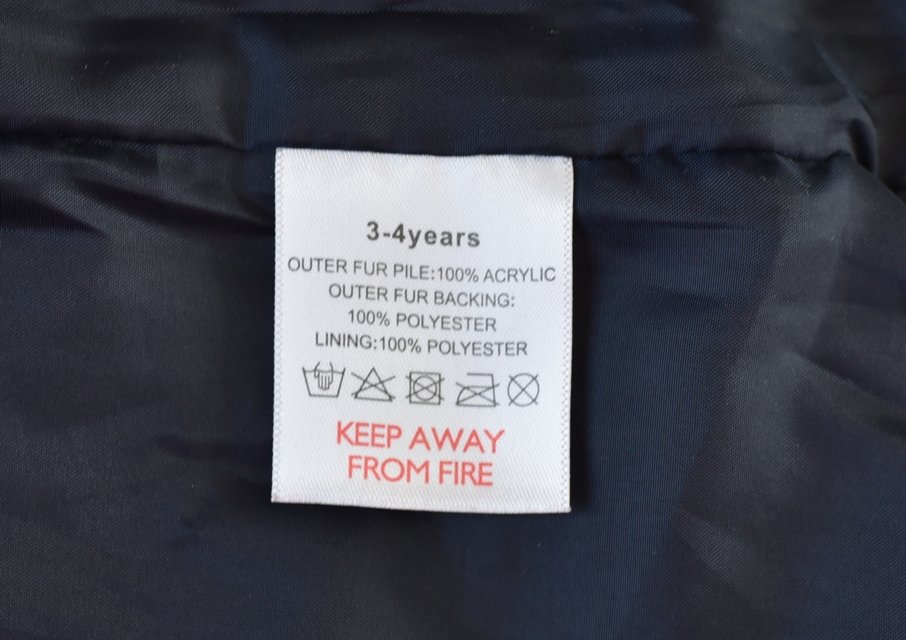 3-4years
OUTER FUR PILE:100% ACRYLIC
OUTER FUR BACKING:
100% POLYESTER
LINING:100% POLYESTER
KEEP AWAY
FROM FIRE